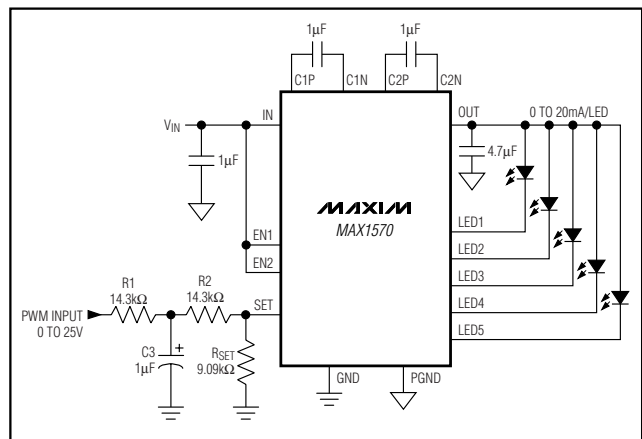 1µF
1µF
C1P
C1N
C2P
C2N
VIN
IN
OUT
0 TO 20mA/LED
1µF
4.7µF
MAXIM
MAX1570
LED1
EN1
LED2
EN2
LED3
R1
14.3kΩ
R2
14.3kΩ
SET
LED4
PWM INPUT
0 TO 25V
LED5
C3
1µF
+
RSET
9.09kΩ
GND
PGND